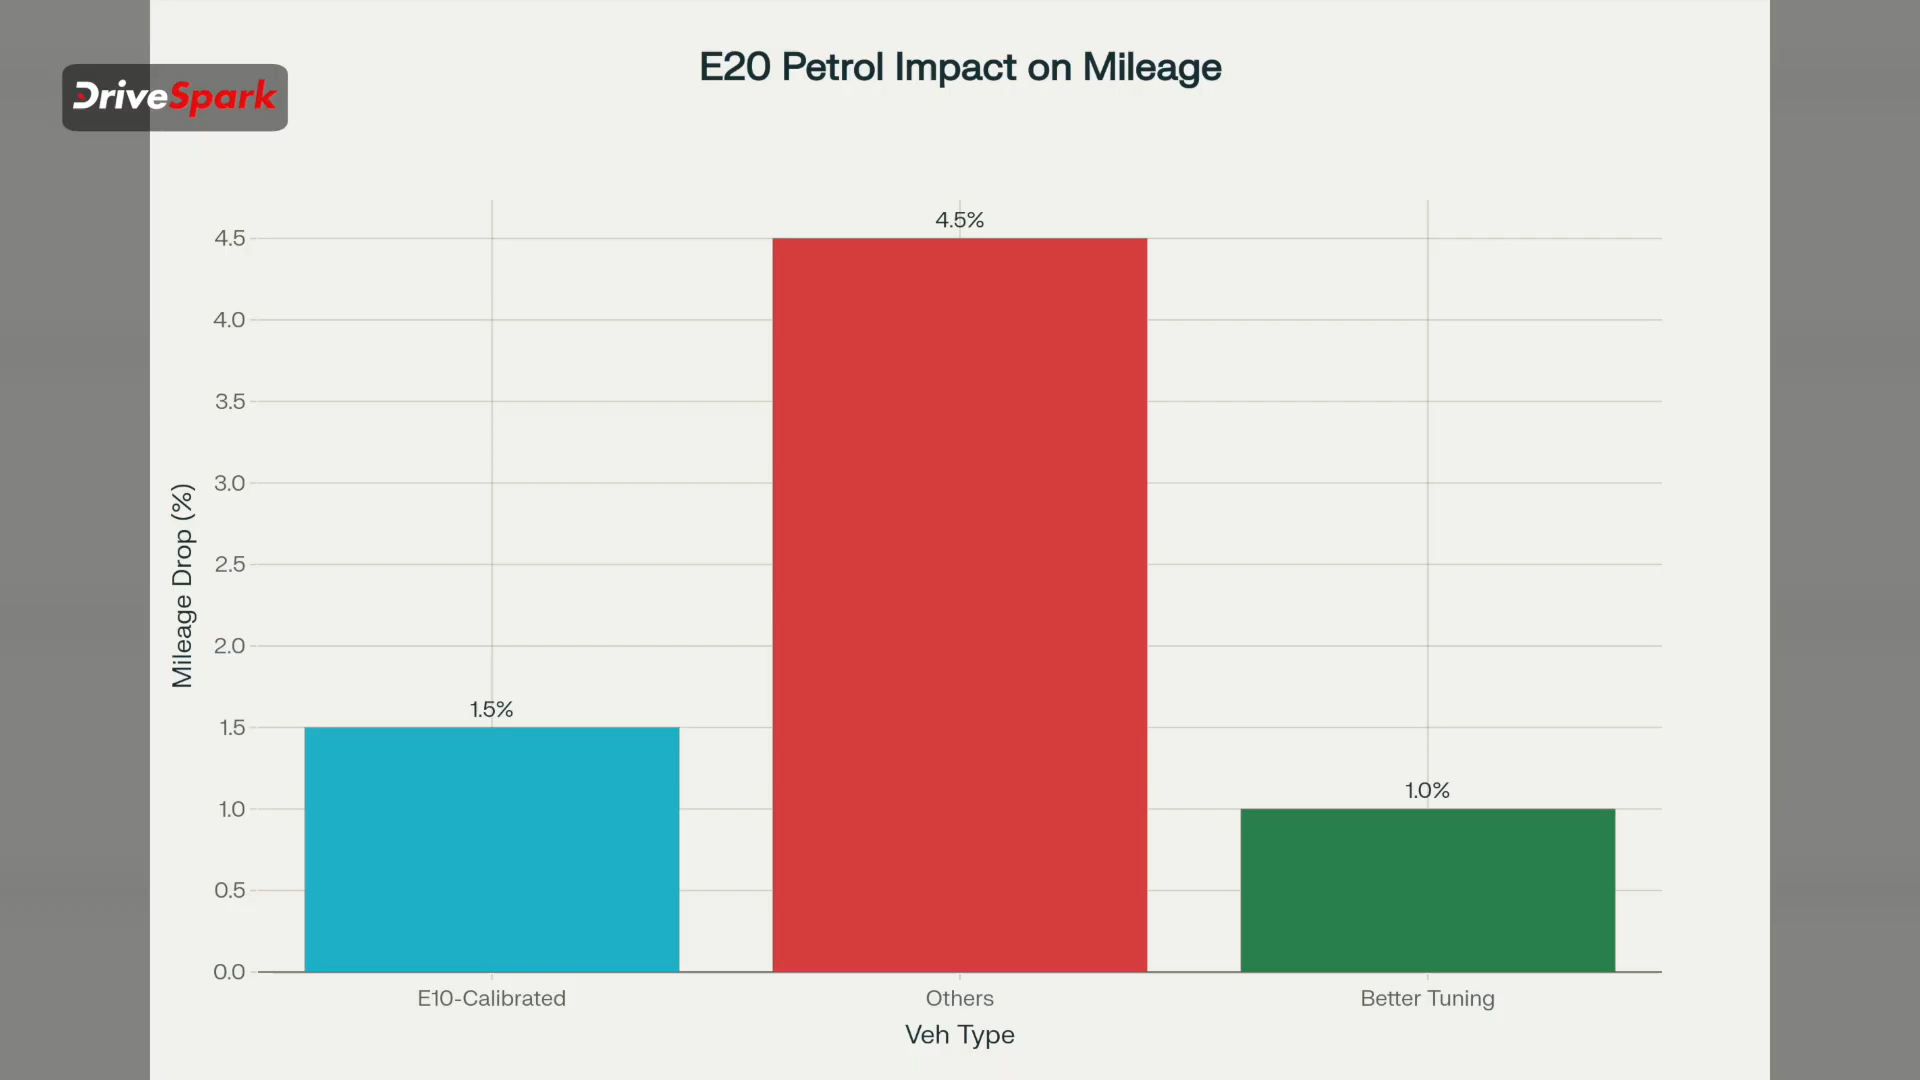 E20 Petrol Impact on Mileage
DriveSpark
4.5%
4.5
4.0
3.5
3.0
2.5
2.0
1.5%
1.5
1.0%
1.0
0.5
0.0
Mileage Drop (%)
E10-Calibrated
Others
Better Tuning
Veh Type